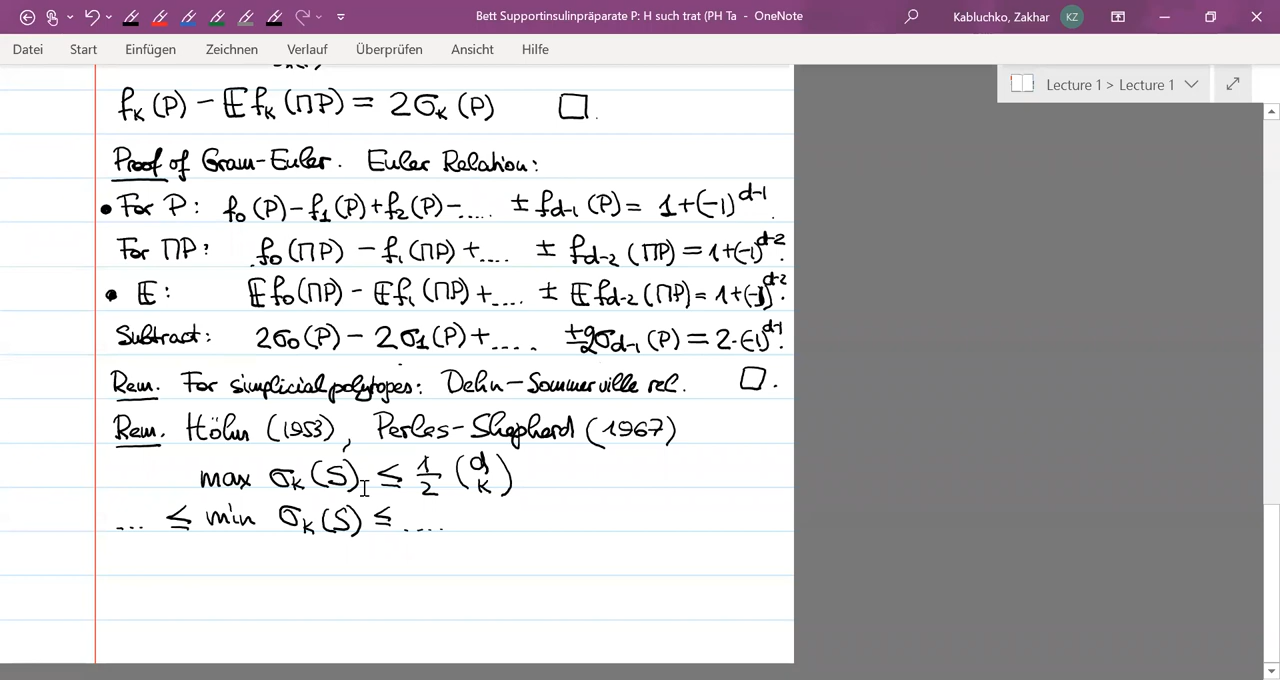 Bett Supportinsulinpräparate P: H such trat (PH Ta - OneNote
Kabluchko, Zakhar KZ
Datei Start Einfügen Zeichnen Verlauf Überprüfen Ansicht Hilfe
Lecture 1 > Lecture 1
f_K(P) - 𝔼 f_K(ΠP) = 2σ_K(P) □.
Proof of Gram-Euler. Euler Relation:
• For P: f_0(P) - f_1(P) + f_2(P) - .... ± f_{d-1}(P) = 1+(-1)^{d-1}.
For ΠP: f_0(ΠP) - f_1(ΠP) + .... ± f_{d-2}(ΠP) = 1+(-1)^{d-2}.
• 𝔼: 𝔼f_0(ΠP) - 𝔼f_1(ΠP) + .... ± 𝔼f_{d-2}(ΠP) = 1+(-1)^{d-2}.
Subtract: 2σ_0(P) - 2σ_1(P) + ..... ± 2σ_{d-1}(P) = 2·(-1)^{d-1}.
Rem. For simplicial polytopes: Dehn-Sommerville rel. □.
Rem. Höhn (1953), Perles-Shephard (1967)
max σ_K(S) ≤ 1/2 (d K)
... ≤ min σ_K(S) ≤ ....